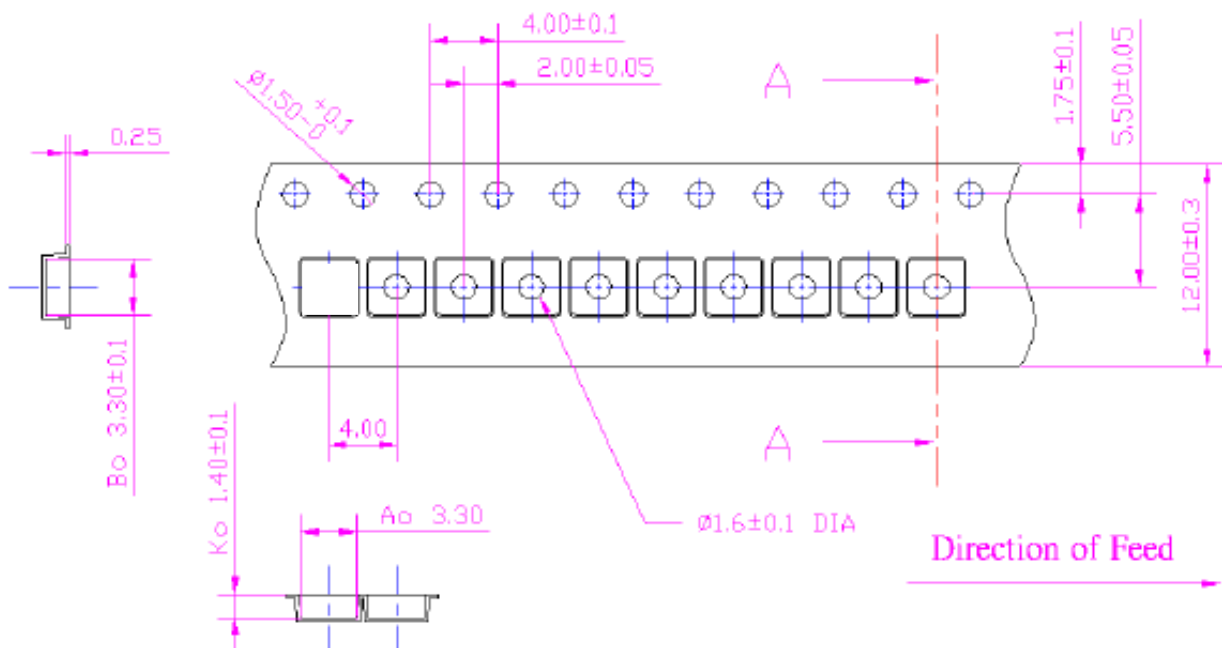 4.00±0.1
2.00±0.05
Ø1.50 +0.1 -0
0.25
A
1.75±0.1
5.50±0.05
12.00±0.3
Bo 3.30±0.1
4.00
A
Ko 1.40±0.1
Ao 3.30
Ø1.6±0.1 DIA
Direction of Feed